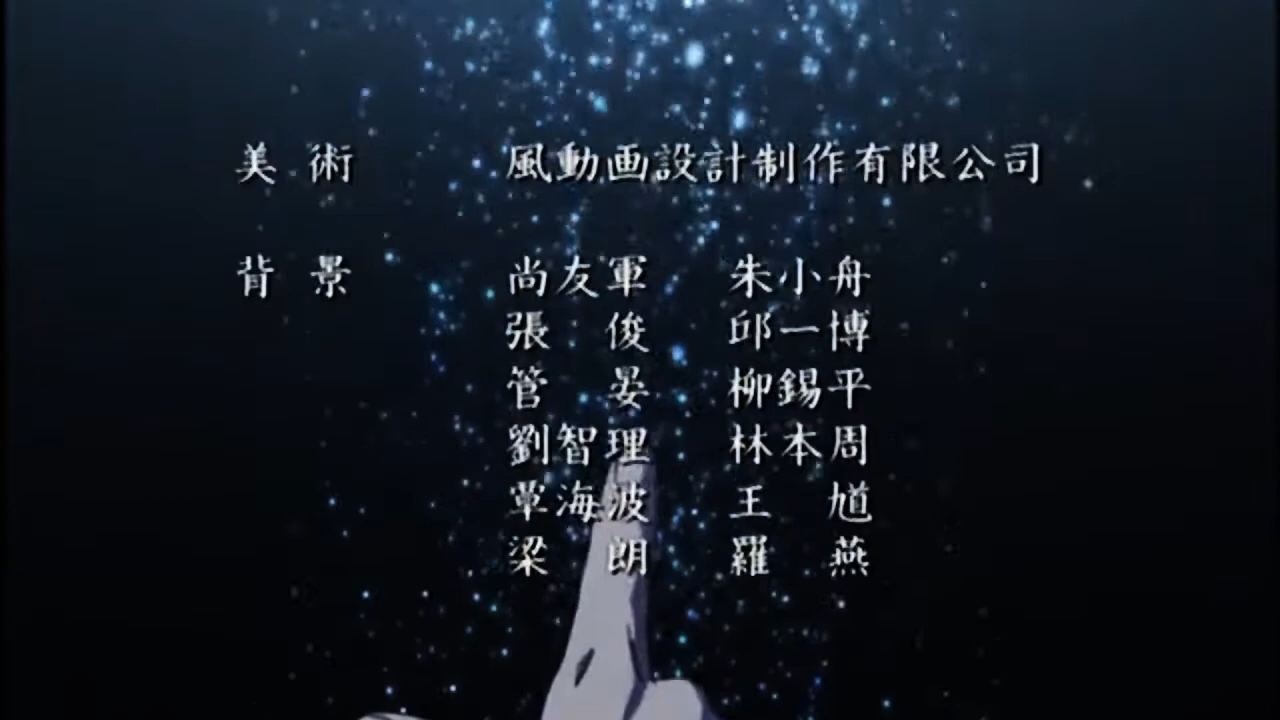 美術 風動画設計制作有限公司
背景 尚友軍 朱小舟
張俊 邱一博
管晏 柳錫平
劉智理 林本周
覃海波 王馗
梁朗 羅燕